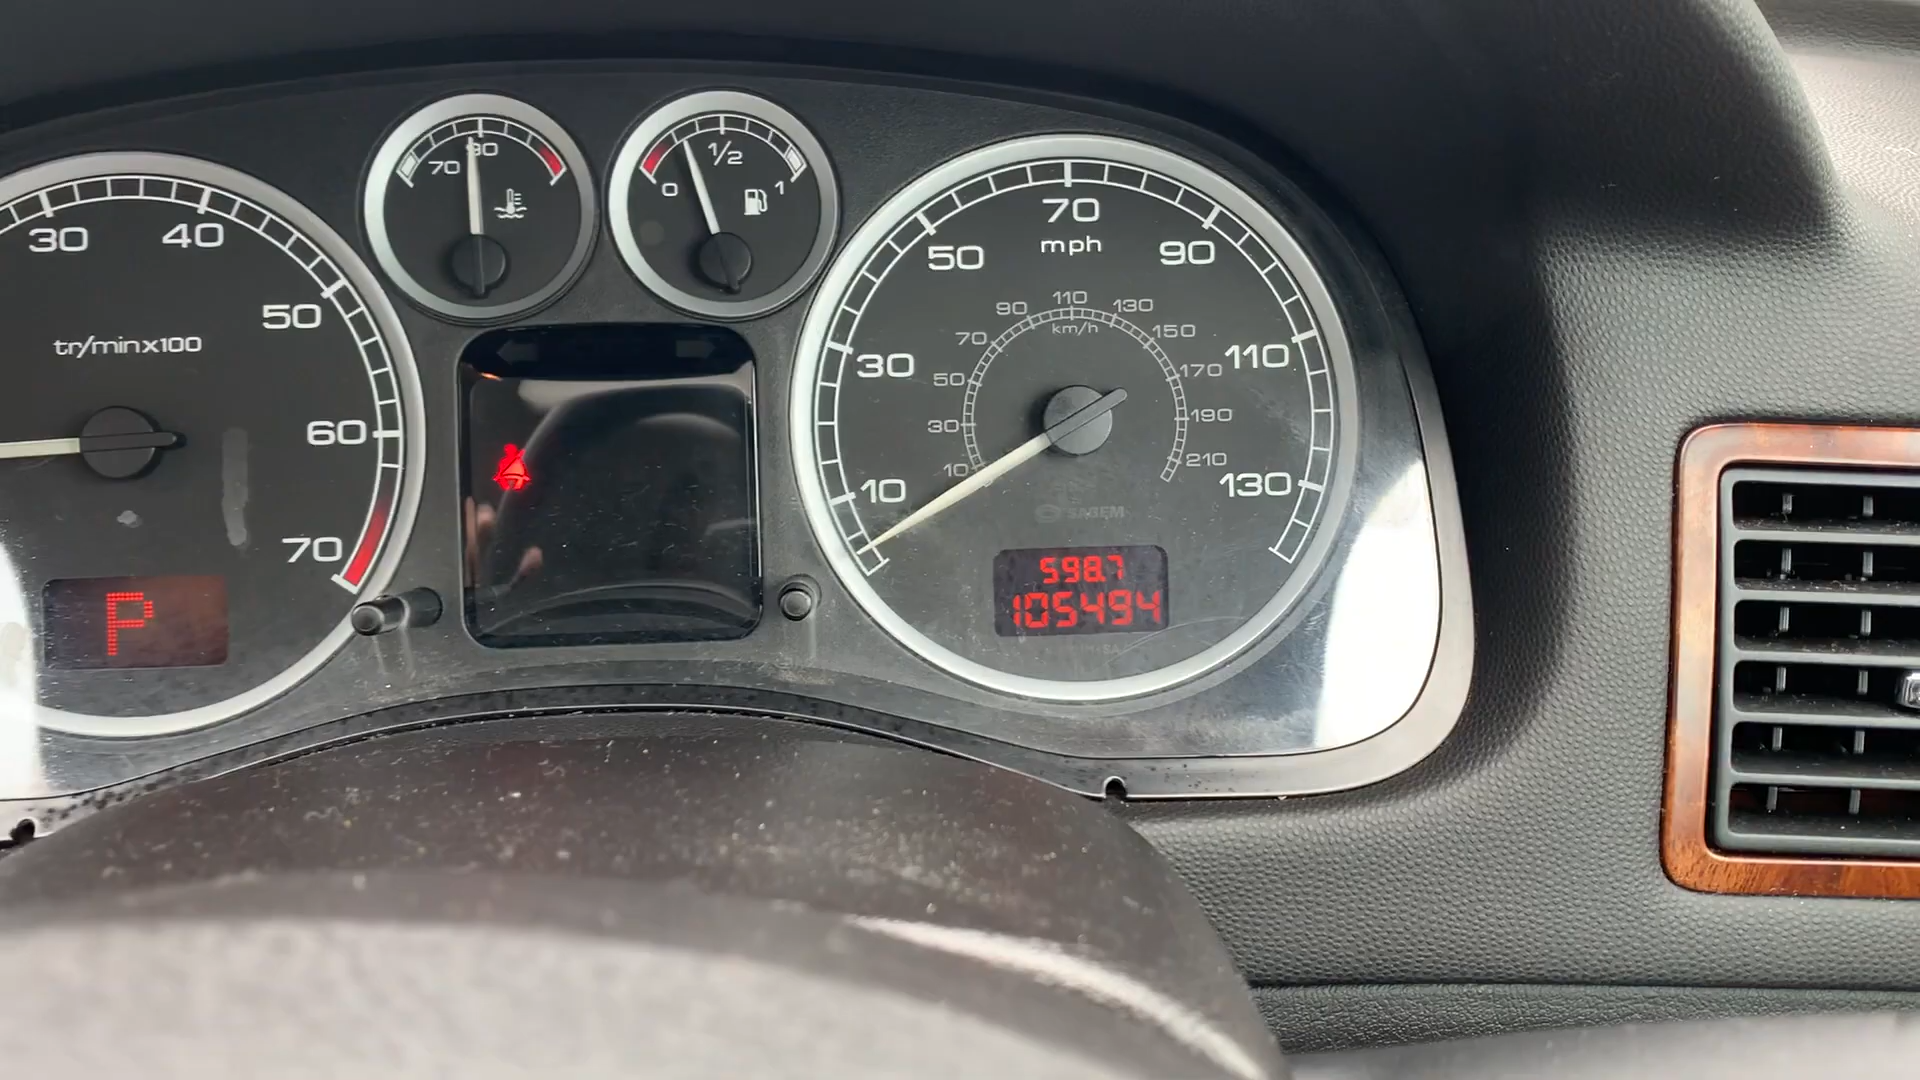 30 40 50 60 70
tr/minx100
P
70 90
0 1/2 1
10 30 50 70 90 110 130
mph
10 30 50 70 90 110 130 150 170 190 210
km/h
SAGEM
598.7
105494